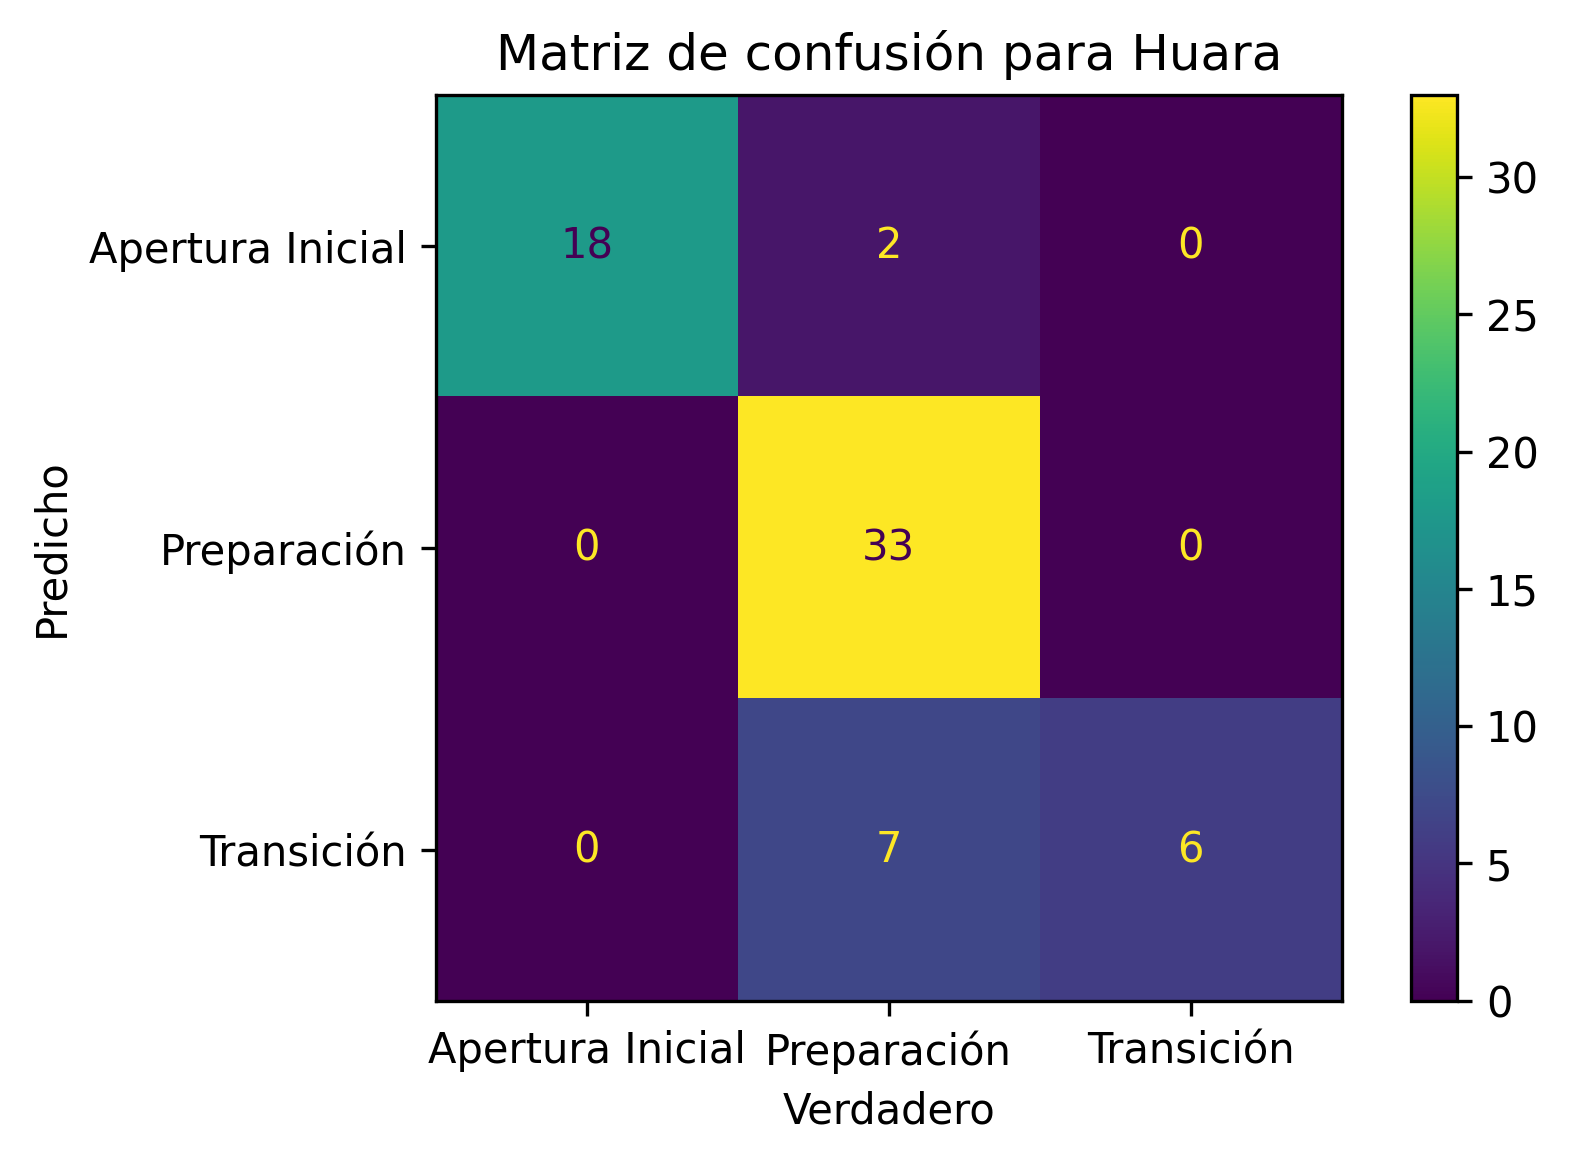 Matriz de confusión para Huara
Predicho
Apertura Inicial
18 2 0
Preparación
0 33 0
Transición
0 7 6
Apertura Inicial Preparación Transición
Verdadero
30
25
20
15
10
5
0